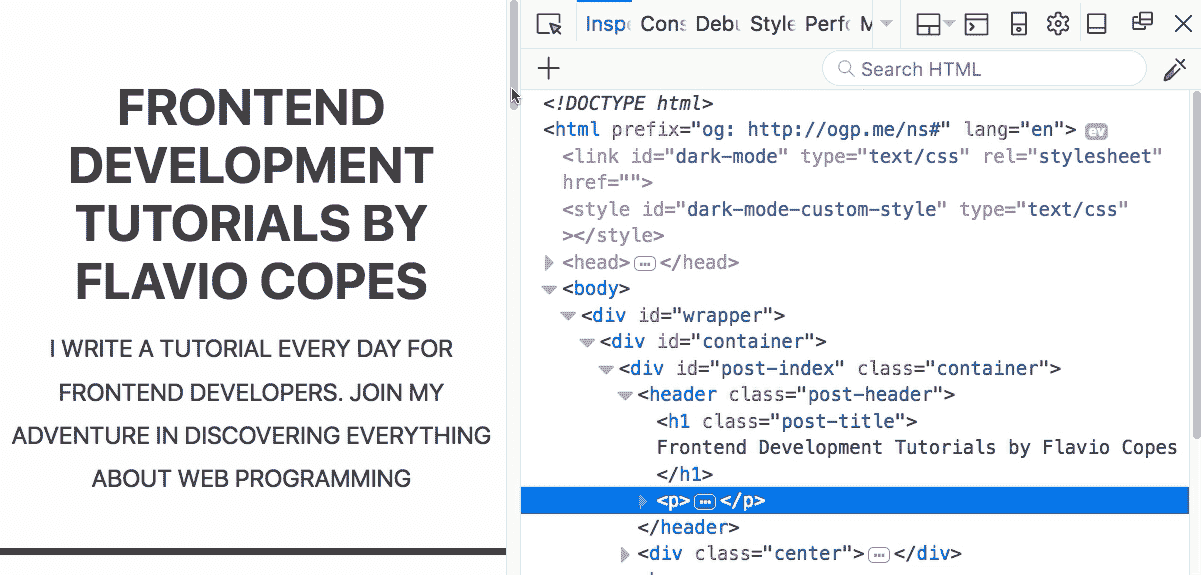 FRONTEND
DEVELOPMENT
TUTORIALS BY
FLAVIO COPES
I WRITE A TUTORIAL EVERY DAY FOR
FRONTEND DEVELOPERS. JOIN MY
ADVENTURE IN DISCOVERING EVERYTHING
ABOUT WEB PROGRAMMING
Insp Cons Debu Style Perf M
Search HTML
<!DOCTYPE html>
<html prefix="og: http://ogp.me/ns#" lang="en"> ev
<link id="dark-mode" type="text/css" rel="stylesheet"
href="">
<style id="dark-mode-custom-style" type="text/css"
></style>
<head>…</head>
<body>
<div id="wrapper">
<div id="container">
<div id="post-index" class="container">
<header class="post-header">
<h1 class="post-title">
Frontend Development Tutorials by Flavio Copes
</h1>
<p>…</p>
</header>
<div class="center">…</div>